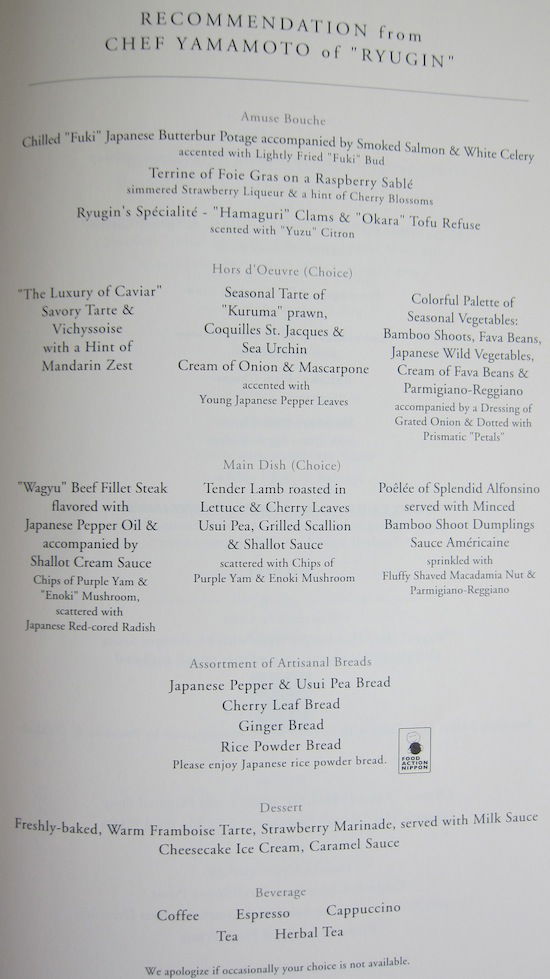 RECOMMENDATION from
CHEF YAMAMOTO of "RYUGIN"
Amuse Bouche
Chilled "Fuki" Japanese Butterbur Potage accompanied by Smoked Salmon & White Celery
accented with Lightly Fried "Fuki" Bud
Terrine of Foie Gras on a Raspberry Sablé
simmered Strawberry Liqueur & a hint of Cherry Blossoms
Ryugin's Spécialité - "Hamaguri" Clams & "Okara" Tofu Refuse
scented with "Yuzu" Citron
Hors d'Oeuvre (Choice)
"The Luxury of Caviar"
Savory Tarte &
Vichyssoise
with a Hint of
Mandarin Zest
Seasonal Tarte of
"Kuruma" prawn,
Coquilles St. Jacques &
Sea Urchin
Cream of Onion & Mascarpone
accented with
Young Japanese Pepper Leaves
Colorful Palette of
Seasonal Vegetables:
Bamboo Shoots, Fava Beans,
Japanese Wild Vegetables,
Cream of Fava Beans &
Parmigiano-Reggiano
accompanied by a Dressing of
Grated Onion & Dotted with
Prismatic "Petals"
Main Dish (Choice)
"Wagyu" Beef Fillet Steak
flavored with
Japanese Pepper Oil &
accompanied by
Shallot Cream Sauce
Chips of Purple Yam &
"Enoki" Mushroom,
scattered with
Japanese Red-cored Radish
Tender Lamb roasted in
Lettuce & Cherry Leaves
Usui Pea, Grilled Scallion
& Shallot Sauce
scattered with Chips of
Purple Yam & Enoki Mushroom
Poêlée of Splendid Alfonsino
served with Minced
Bamboo Shoot Dumplings
Sauce Américaine
sprinkled with
Fluffy Shaved Macadamia Nut &
Parmigiano-Reggiano
Assortment of Artisanal Breads
Japanese Pepper & Usui Pea Bread
Cherry Leaf Bread
Ginger Bread
Rice Powder Bread
Please enjoy Japanese rice powder bread.
FOOD
ACTION
NIPPON
Dessert
Freshly-baked, Warm Framboise Tarte, Strawberry Marinade, served with Milk Sauce
Cheesecake Ice Cream, Caramel Sauce
Beverage
Coffee Espresso Cappuccino
Tea Herbal Tea
We apologize if occasionally your choice is not available.